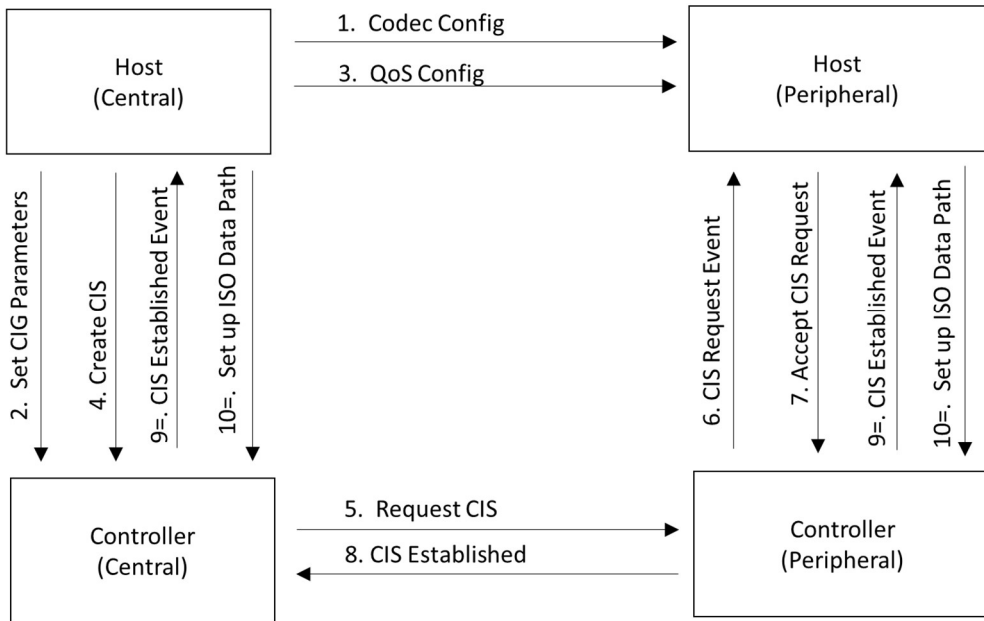 1. Codec Config
Host
(Central)
3. QoS Config
Host
(Peripheral)
2. Set CIG Parameters
4. Create CIS
9=. CIS Established Event
10=. Set up ISO Data Path
6. CIS Request Event
7. Accept CIS Request
9=. CIS Established Event
10=. Set up ISO Data Path
Controller
(Central)
5. Request CIS
8. CIS Established
Controller
(Peripheral)